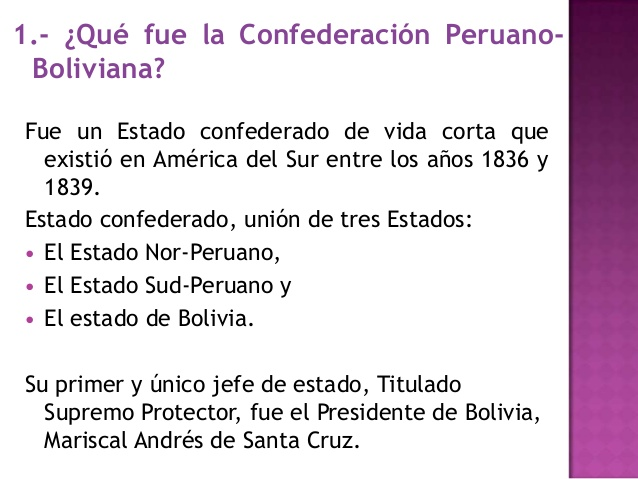 1.- ¿Qué fue la Confederación Peruano-
Boliviana?
Fue un Estado confederado de vida corta que
existió en América del Sur entre los años 1836 y
1839.
Estado confederado, unión de tres Estados:
• El Estado Nor-Peruano,
• El Estado Sud-Peruano y
• El estado de Bolivia.
Su primer y único jefe de estado, Titulado
Supremo Protector, fue el Presidente de Bolivia,
Mariscal Andrés de Santa Cruz.